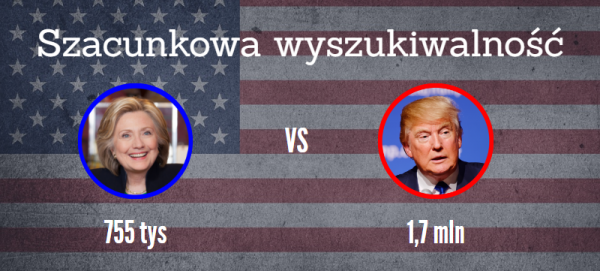 Szacunkowa wyszukiwalność
VS
755 tys
1,7 mln